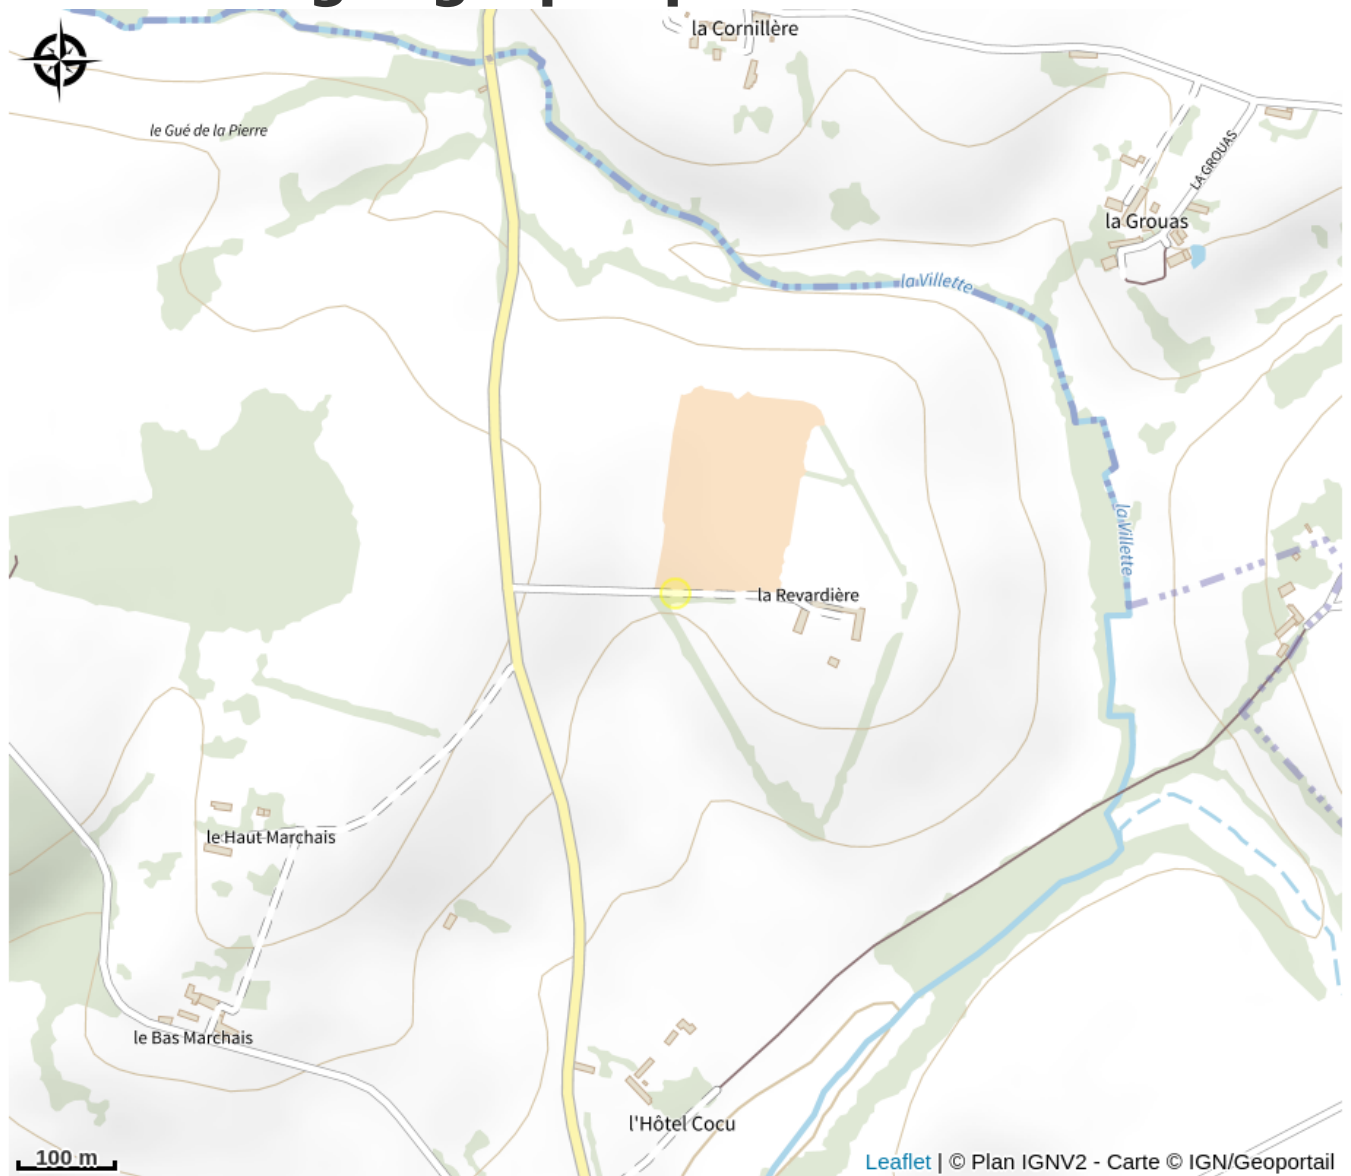 la Cornillère
le Gué de la Pierre
LA GROUAS
la Grouas
la Villette
la Villette
la Revardière
le Haut Marchais
le Bas Marchais
l'Hôtel Cocu
100 m
Leaflet | © Plan IGNV2 - Carte © IGN/Geoportail